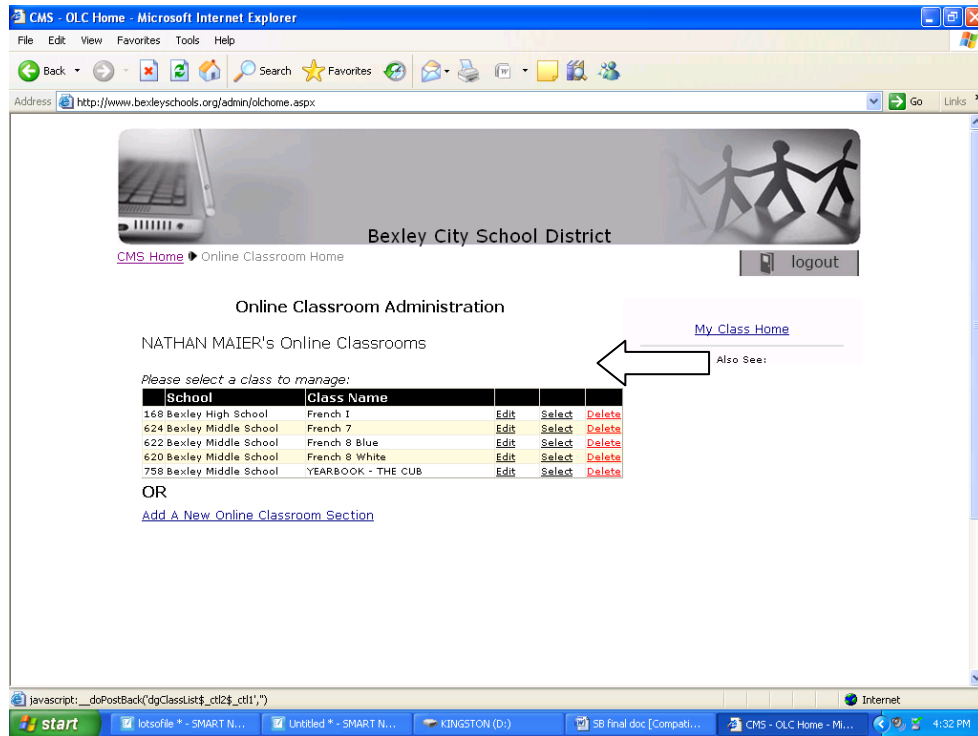 CMS - OLC Home - Microsoft Internet Explorer
File Edit View Favorites Tools Help
Back Search Favorites
Address http://www.bexleyschools.org/admin/olchome.aspx Go Links
Bexley City School District
CMS Home Online Classroom Home
logout
Online Classroom Administration
My Class Home
NATHAN MAIER's Online Classrooms
Also See:
Please select a class to manage:
School Class Name
168 Bexley High School French I Edit Select Delete
624 Bexley Middle School French 7 Edit Select Delete
622 Bexley Middle School French 8 Blue Edit Select Delete
620 Bexley Middle School French 8 White Edit Select Delete
758 Bexley Middle School YEARBOOK - THE CUB Edit Select Delete
OR
Add A New Online Classroom Section
javascript:__doPostBack('dgClassList$_ctl2$_ctl1','') Internet
start lotsofile * - SMART N... Untitled * - SMART N... KINGSTON (D:) SB final doc [Compati... CMS - OLC Home - Mi... 4:32 PM